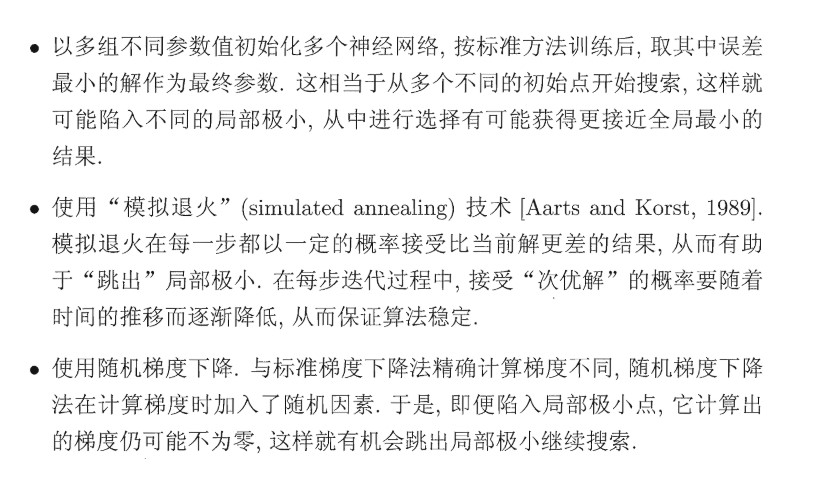 • 以多组不同参数值初始化多个神经网络, 按标准方法训练后, 取其中误差
最小的解作为最终参数. 这相当于从多个不同的初始点开始搜索, 这样就
可能陷入不同的局部极小, 从中进行选择有可能获得更接近全局最小的
结果.
• 使用“模拟退火”(simulated annealing) 技术 [Aarts and Korst, 1989].
模拟退火在每一步都以一定的概率接受比当前解更差的结果, 从而有助
于“跳出”局部极小. 在每步迭代过程中, 接受“次优解”的概率要随着
时间的推移而逐渐降低, 从而保证算法稳定.
• 使用随机梯度下降. 与标准梯度下降法精确计算梯度不同, 随机梯度下降
法在计算梯度时加入了随机因素. 于是, 即便陷入局部极小点, 它计算出
的梯度仍可能不为零, 这样就有机会跳出局部极小继续搜索.